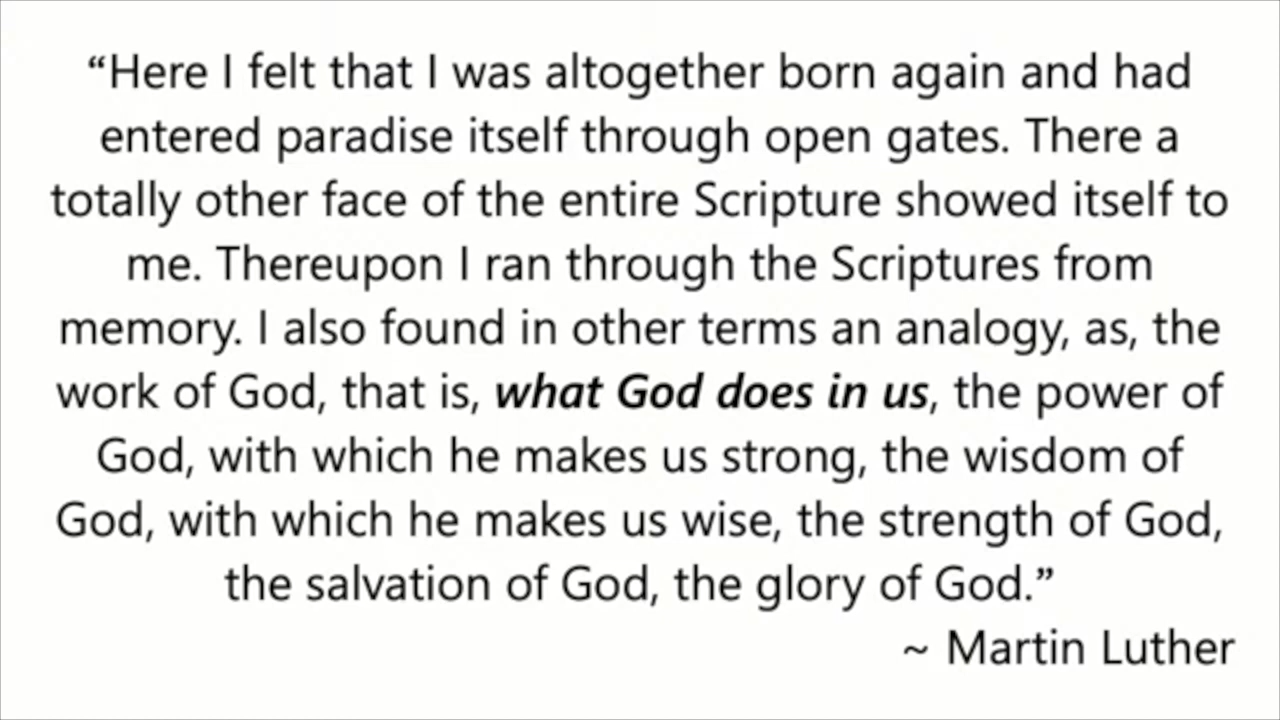 “Here I felt that I was altogether born again and had
entered paradise itself through open gates. There a
totally other face of the entire Scripture showed itself to
me. Thereupon I ran through the Scriptures from
memory. I also found in other terms an analogy, as, the
work of God, that is, what God does in us, the power of
God, with which he makes us strong, the wisdom of
God, with which he makes us wise, the strength of God,
the salvation of God, the glory of God.”
~ Martin Luther